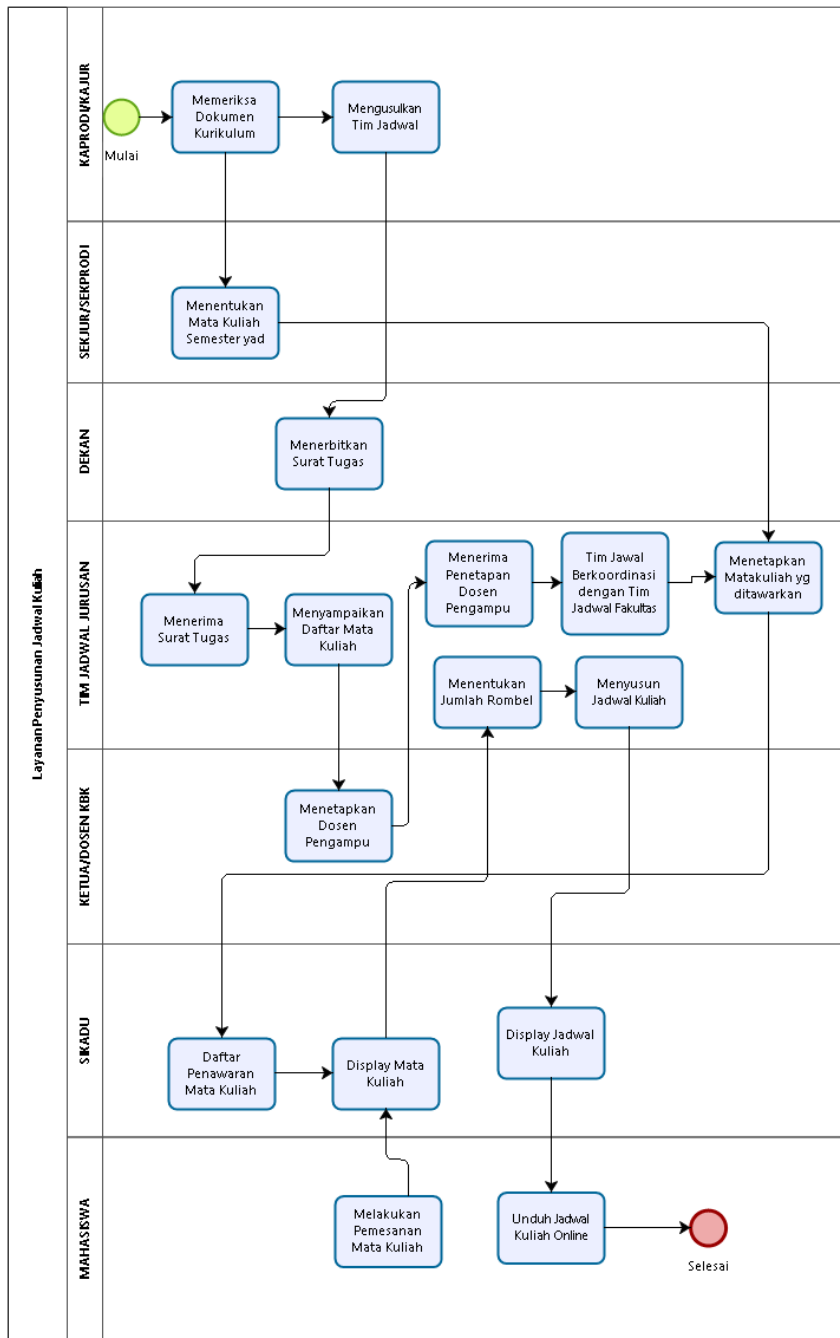 Layanan Penyusunan Jadwal Kuliah
KAPRODI/KAJUR
Mulai
Memeriksa
Dokumen
Kurikulum
Mengusulkan
Tim Jadwal
SEKJUR/SEKPRODI
Menentukan
Mata Kuliah
Semester yad
DEKAN
Menerbitkan
Surat Tugas
TIM JADWAL JURUSAN
Menerima
Surat Tugas
Menyampaikan
Daftar Mata
Kuliah
Menerima
Penetapan
Dosen
Pengampu
Tim Jawal
Berkoordinasi
dengan Tim
Jadwal Fakultas
Menetapkan
Matakuliah yg
ditawarkan
Menentukan
Jumlah Rombel
Menyusun
Jadwal Kuliah
KETUA/DOSEN KBK
Menetapkan
Dosen
Pengampu
SIKADU
Daftar
Penawaran
Mata Kuliah
Display Mata
Kuliah
Display Jadwal
Kuliah
MAHASISWA
Melakukan
Pemesanan
Mata Kuliah
Unduh Jadwal
Kuliah Online
Selesai